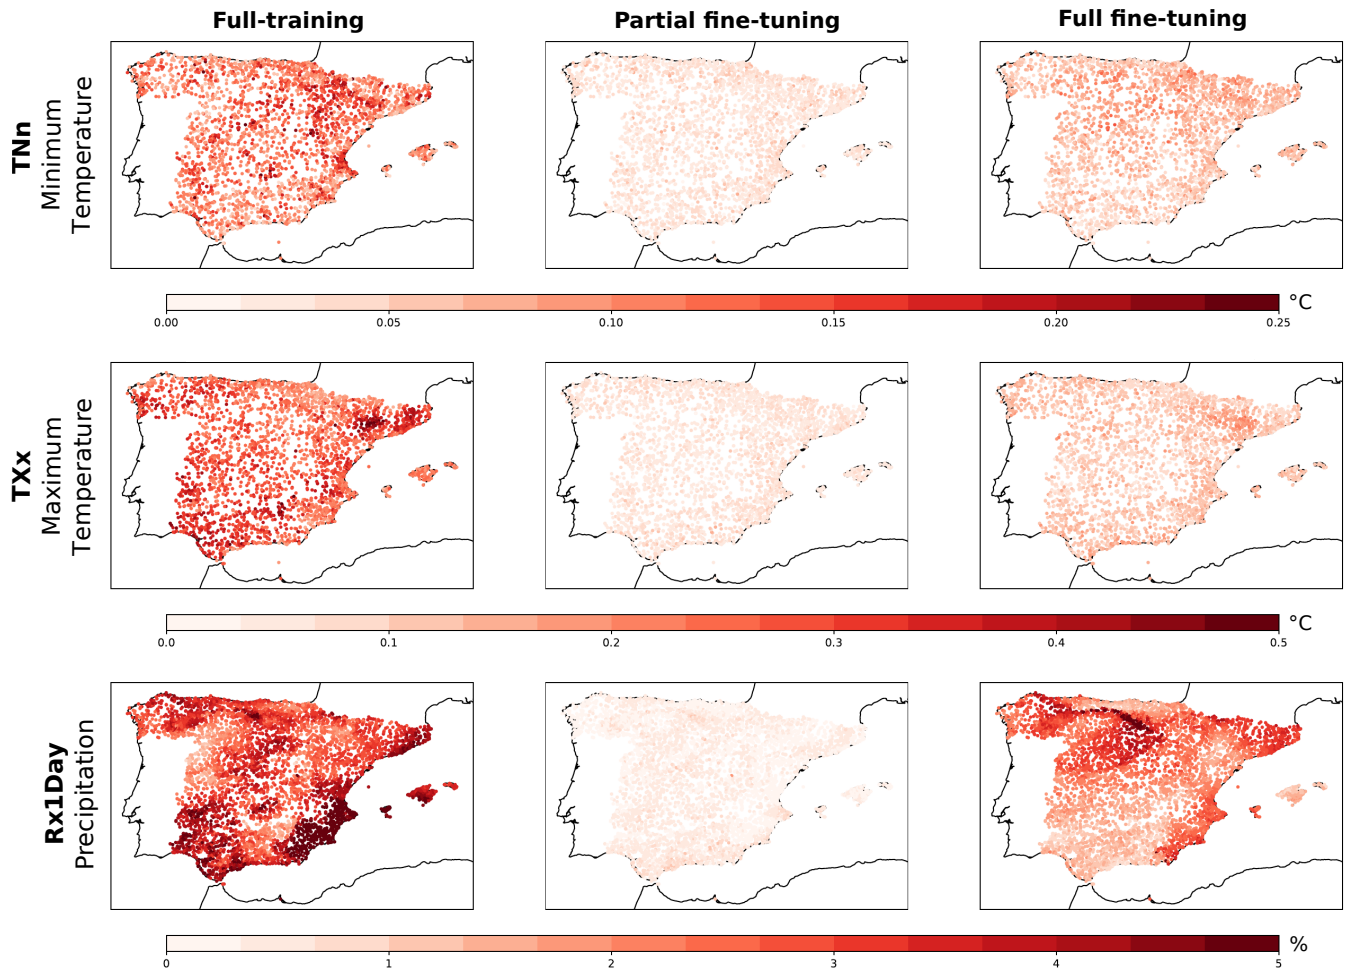 Full-training
Partial fine-tuning
Full fine-tuning
TNn
Minimum
Temperature
°C
0.00
0.05
0.10
0.15
0.20
0.25
TXx
Maximum
Temperature
°C
0.0
0.1
0.2
0.3
0.4
0.5
Rx1Day
Precipitation
%
0
1
2
3
4
5